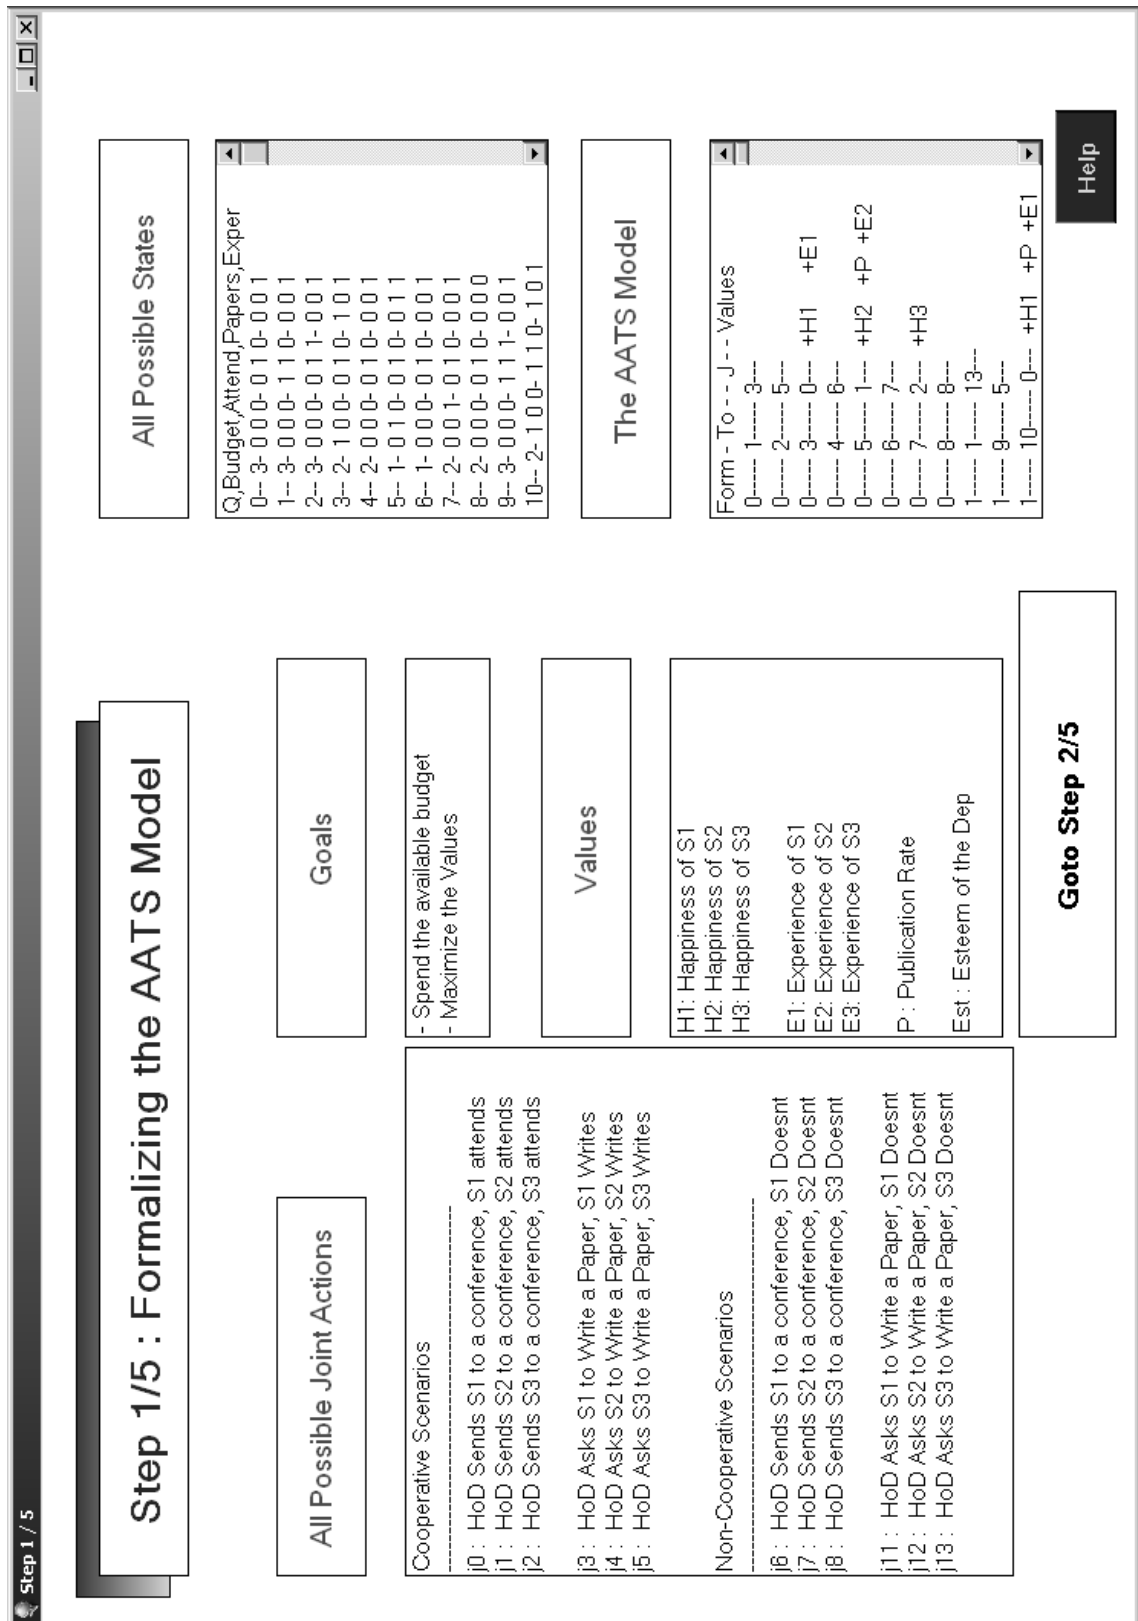 Step 1 / 5
Step 1/5 : Formalizing the AATS Model
All Possible Joint Actions
Cooperative Scenarios
j0 : HoD Sends S1 to a conference, S1 attends
j1 : HoD Sends S2 to a conference, S2 attends
j2 : HoD Sends S3 to a conference, S3 attends
j3 : HoD Asks S1 to Write a Paper, S1 Writes
j4 : HoD Asks S2 to Write a Paper, S2 Writes
j5 : HoD Asks S3 to Write a Paper, S3 Writes
Non-Cooperative Scenarios
j6 : HoD Sends S1 to a conference, S1 Doesnt
j7 : HoD Sends S2 to a conference, S2 Doesnt
j8 : HoD Sends S3 to a conference, S3 Doesnt
j11 : HoD Asks S1 to Write a Paper, S1 Doesnt
j12 : HoD Asks S2 to Write a Paper, S2 Doesnt
j13 : HoD Asks S3 to Write a Paper, S3 Doesnt
Goals
- Spend the available budget
- Maximize the Values
Values
H1: Happiness of S1
H2: Happiness of S2
H3: Happiness of S3
E1: Experience of S1
E2: Experience of S2
E3: Experience of S3
P : Publication Rate
Est : Esteem of the Dep
Goto Step 2/5
All Possible States
Q,Budget,Attend,Papers,Exper
0-- 3- 0 0 0- 0 1 0- 0 0 1
1-- 3- 0 0 0- 1 1 0- 0 0 1
2-- 3- 0 0 0- 0 1 1- 0 0 1
3-- 2- 1 0 0- 0 1 0- 1 0 1
4-- 2- 0 0 0- 0 1 0- 0 0 1
5-- 1- 0 1 0- 0 1 0- 0 1 1
6-- 1- 0 0 0- 0 1 0- 0 0 1
7-- 2- 0 0 1- 0 1 0- 0 0 1
8-- 2- 0 0 0- 0 1 0- 0 0 0
9-- 3- 0 0 0- 1 1 1- 0 0 1
10-- 2- 1 0 0- 1 1 0- 1 0 1
The AATS Model
Form - To - - J - - Values
0----- 1----- 3---
0----- 2----- 5---
0----- 3----- 0--- +H1 +E1
0----- 4----- 6---
0----- 5----- 1--- +H2 +P +E2
0----- 6----- 7---
0----- 7----- 2--- +H3
0----- 8----- 8---
1----- 1----- 13---
1----- 9----- 5---
1----- 10----- 0--- +H1 +P +E1
Help